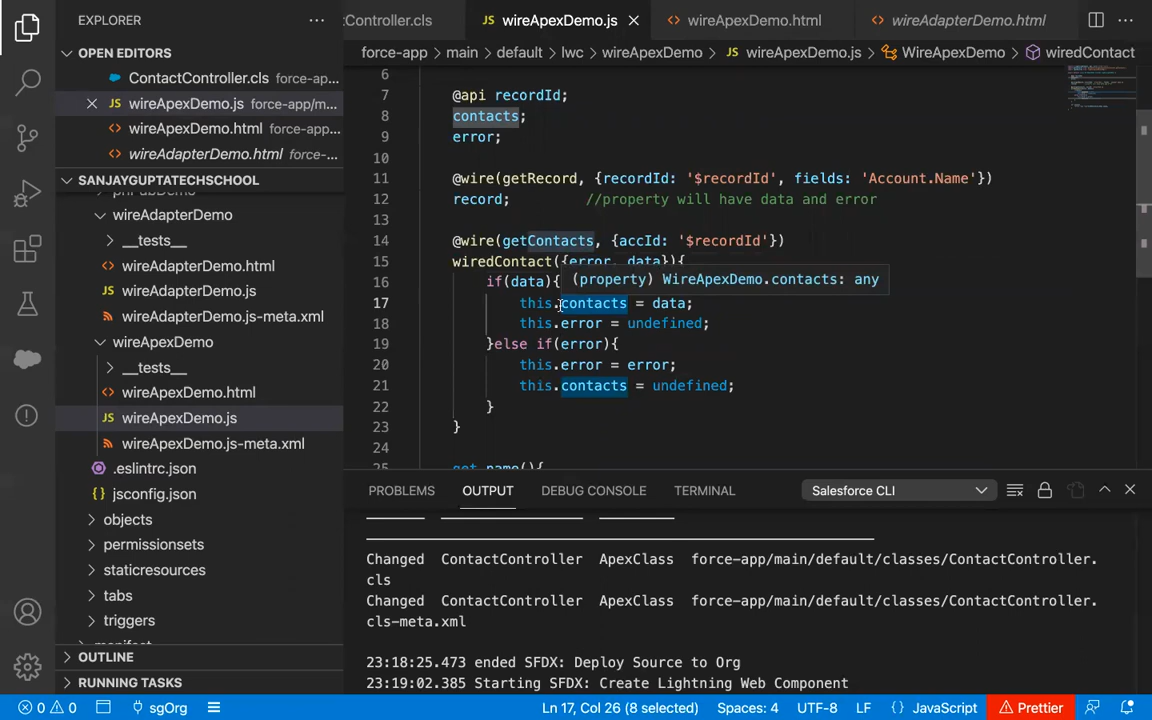 EXPLORER
OPEN EDITORS
ContactController.cls force-ap...
wireApexDemo.js force-app/m...
wireApexDemo.html force-app...
wireAdapterDemo.html force-...
SANJAYGUPTATECHSCHOOL
wireAdapterDemo
__tests__
wireAdapterDemo.html
wireAdapterDemo.js
wireAdapterDemo.js-meta.xml
wireApexDemo
__tests__
wireApexDemo.html
wireApexDemo.js
wireApexDemo.js-meta.xml
.eslintrc.json
jsconfig.json
objects
permissionsets
staticresources
tabs
triggers
OUTLINE
RUNNING TASKS
tController.cls wireApexDemo.js wireApexDemo.html wireAdapterDemo.html
force-app > main > default > lwc > wireApexDemo > JS wireApexDemo.js > WireApexDemo > wiredContact
6
7 @api recordId;
8 contacts;
9 error;
10
11 @wire(getRecord, {recordId: '$recordId', fields: 'Account.Name'})
12 record; //property will have data and error
13
14 @wire(getContacts, {accId: '$recordId'})
15 wiredContact({error, data}){
16 if(data){ (property) WireApexDemo.contacts: any
17 this.contacts = data;
18 this.error = undefined;
19 }else if(error){
20 this.error = error;
21 this.contacts = undefined;
22 }
23 }
24
25 get name(){
PROBLEMS OUTPUT DEBUG CONSOLE TERMINAL Salesforce CLI
Changed ContactController ApexClass force-app/main/default/classes/ContactController.
cls
Changed ContactController ApexClass force-app/main/default/classes/ContactController.
cls-meta.xml
23:18:25.473 ended SFDX: Deploy Source to Org
23:19:02.385 Starting SFDX: Create Lightning Web Component
0 0 sgOrg Ln 17, Col 26 (8 selected) Spaces: 4 UTF-8 LF {} JavaScript Prettier